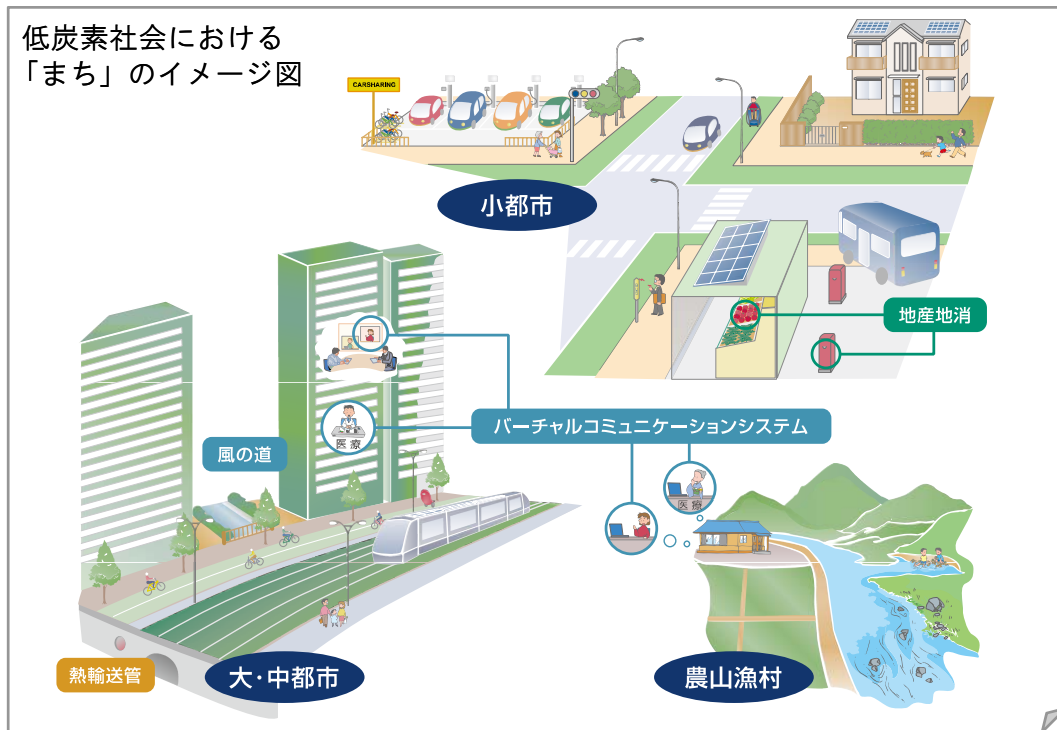 低炭素社会における
「まち」のイメージ図
CARSHARING
小都市
地産地消
バーチャルコミュニケーションシステム
医療
風の道
医療
熱輸送管
大・中都市
農山漁村